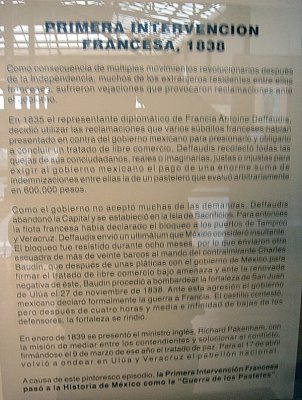 PRIMERA INTERVENCION
FRANCESA, 1838
Como consecuencia de múltiples movimientos revolucionarios después
de la Independencia, muchos de los extranjeros residentes entre ellos
franceses, sufrieron vejaciones que provocaron reclamaciones ante
gobierno.
En 1835 el representante diplomático de Francia Antoine Deffaudis,
decidió utilizar las reclamaciones que varios súbditos franceses habían
presentado en contra del gobierno mexicano para presionarlo y obligarlo
a concluir un tratado de libre comercio. Deffaudis recolectó todas las
quejas de sus conciudadanos, reales o imaginarias, justas o injustas para
exigir al gobierno mexicano el pago de una enorme suma de
indemnizaciones entre ellas la de un pastelero que evaluó arbitrariamente
en 600,000 pesos.
Como el gobierno no aceptó muchas de las demandas, Deffaudis
abandonó la Capital y se estableció en la Isla de Sacrificios. Para entonces
la flota francesa había declarado el bloqueo a los puertos de Tampico
y Veracruz. Deffaudis envió un ultimátum que México consideró insultante.
El bloqueo fue resistido durante ocho meses, por lo que enviaron otra
escuadra de más de veinte barcos al mando del contralmirante Charles
Baudin, que después de unas pláticas con el gobierno de México para
firmar el tratado de libre comercio bajo amenaza y ante la renovada
negativa de éste, Baudin procedió a bombardear la fortaleza de San Juan
de Ulúa el 27 de noviembre de 1838. Ante esta agresión el gobierno
mexicano declaró formalmente la guerra a Francia. El castillo contestó,
pero después de cuatro horas y media e infinidad de bajas de los
defensores, la fortaleza se rindió.
En enero de 1839 se presentó el ministro inglés, Richard Pakenham, con
la misión de mediar entre los contendientes y solucionar el conflicto,
firmándose el 9 de marzo de ese año el tratado de paz. Para el 17 de abril
volvió a ondear en Ulúa y Veracruz el pabellón nacional.
A causa de este pintoresco episodio, la Primera Intervención Francesa
pasó a la Historia de México como la "Guerra de los Pasteles".